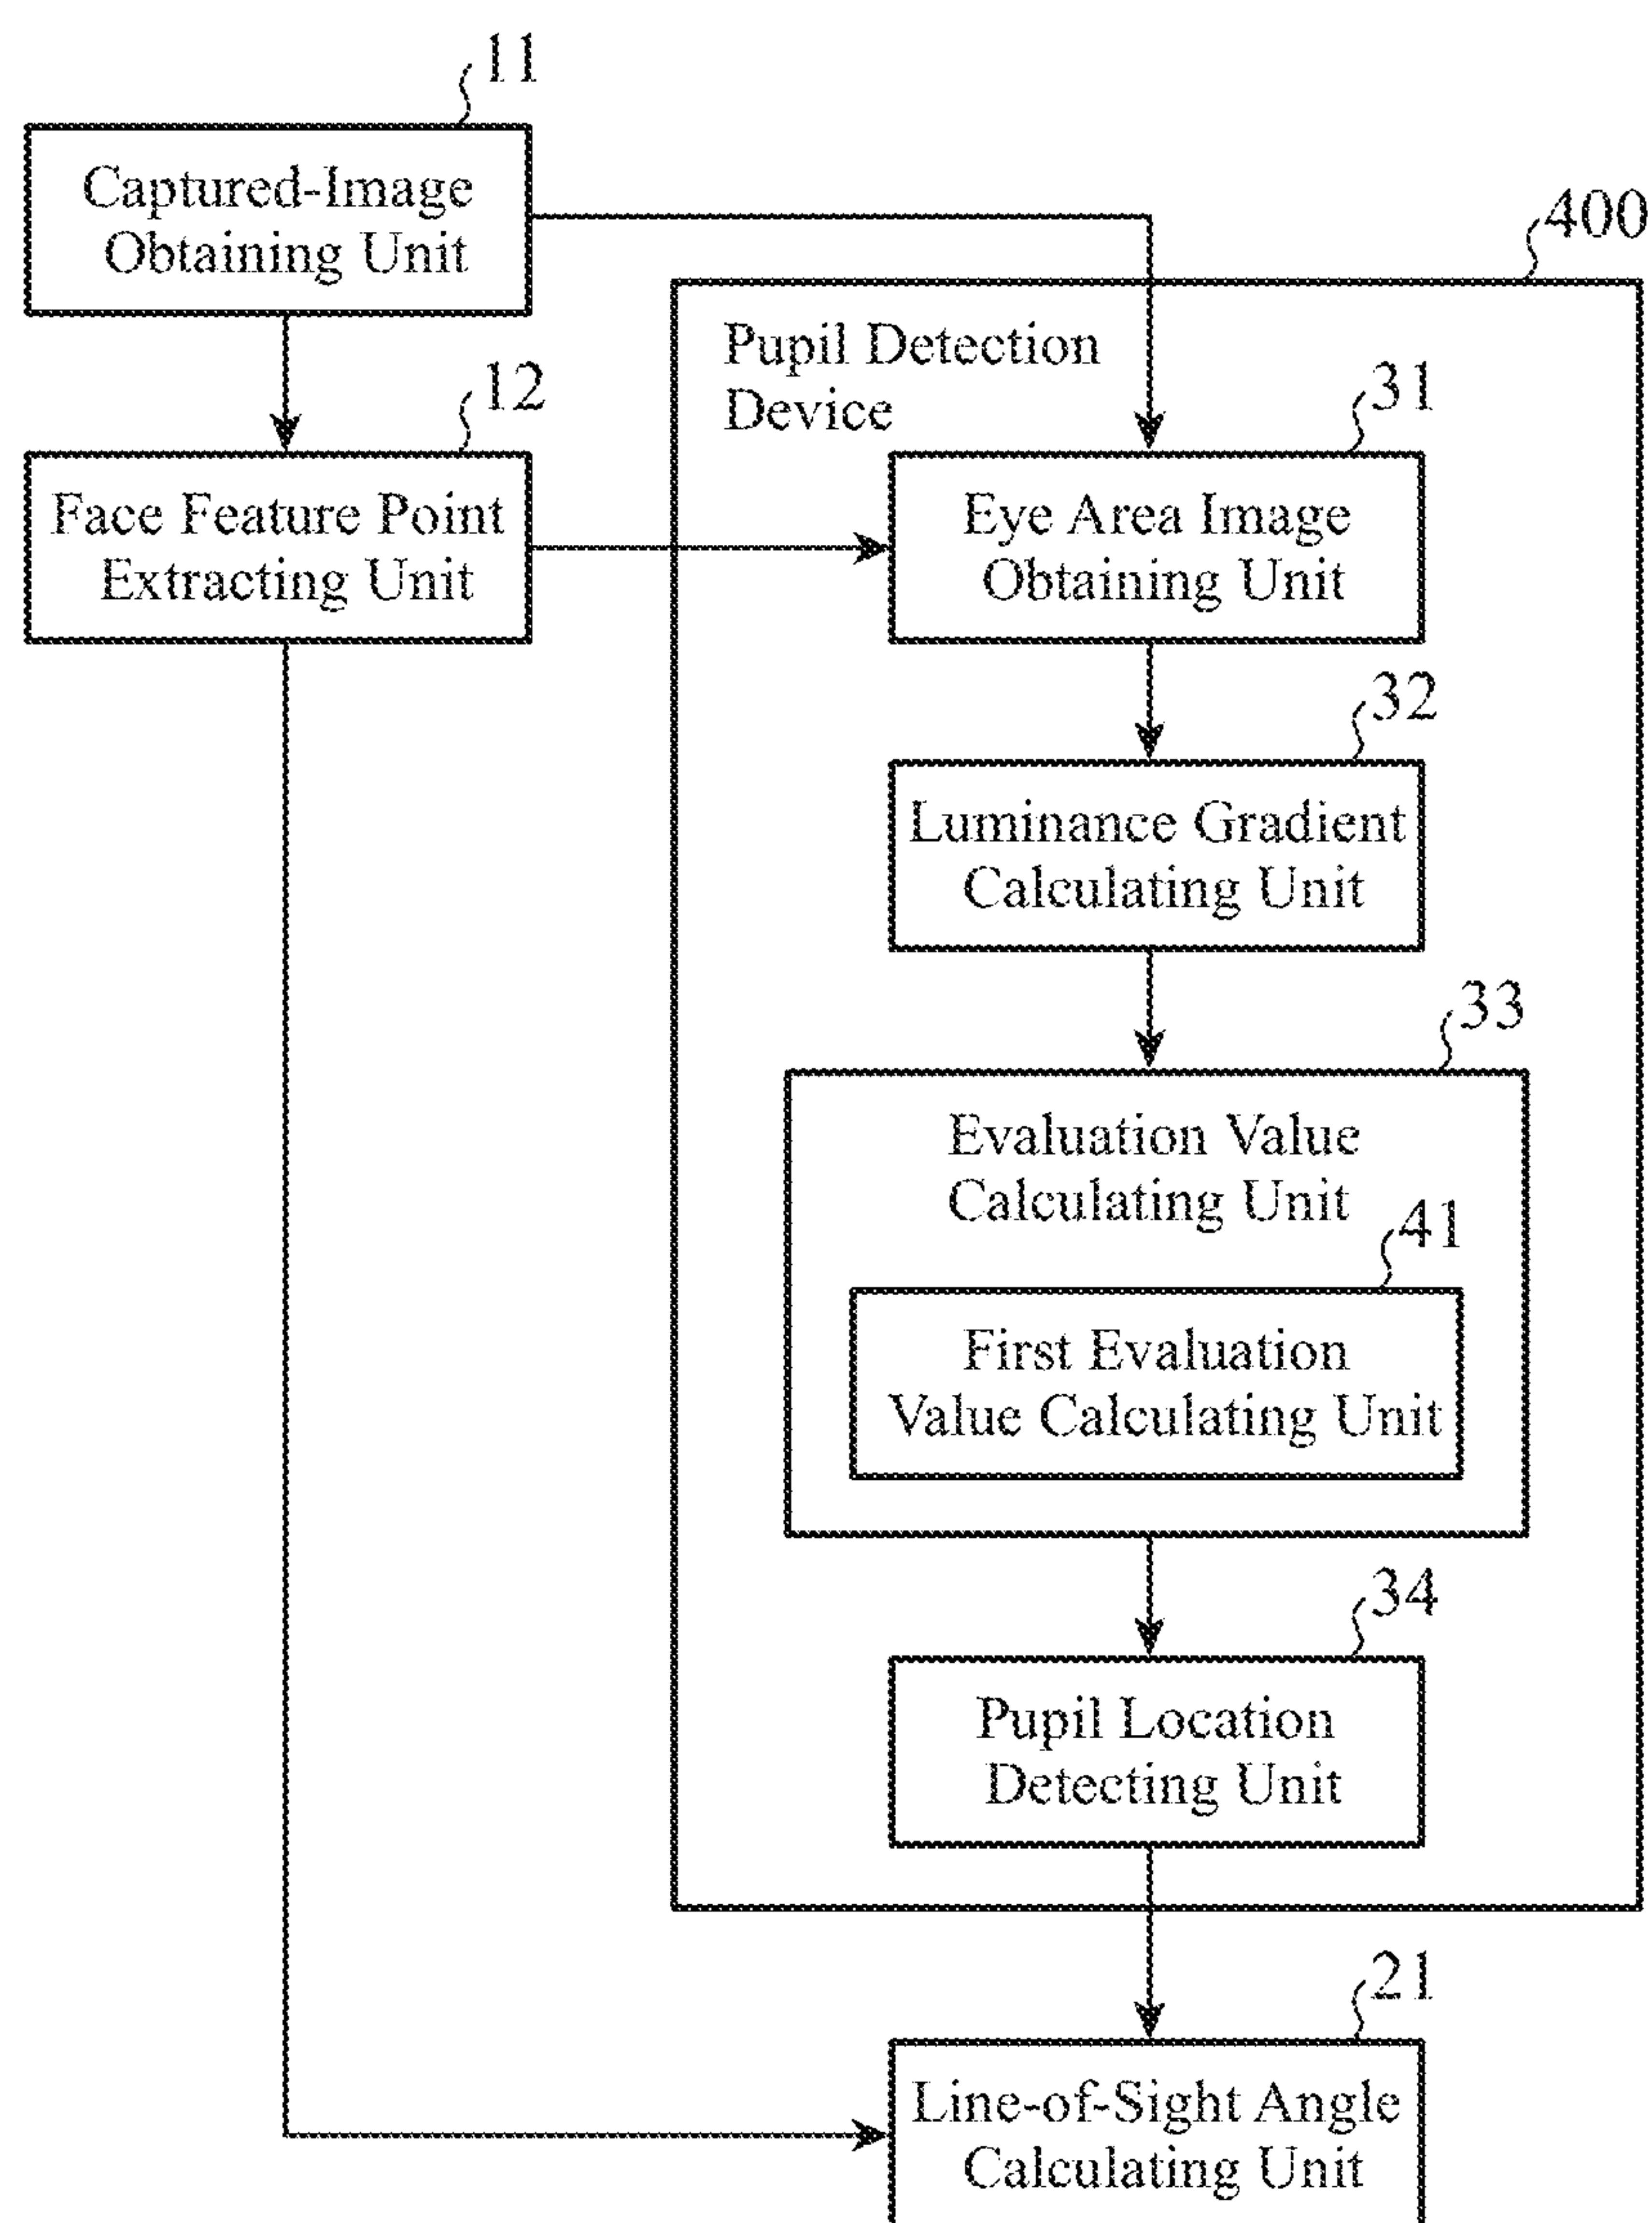 11
Captured-Image
Obtaining Unit
400
Pupil Detection
Device
12
Face Feature Point
Extracting Unit
31
Eye Area Image
Obtaining Unit
32
Luminance Gradient
Calculating Unit
33
Evaluation Value
Calculating Unit
41
First Evaluation
Value Calculating Unit
34
Pupil Location
Detecting Unit
21
Line-of-Sight Angle
Calculating Unit